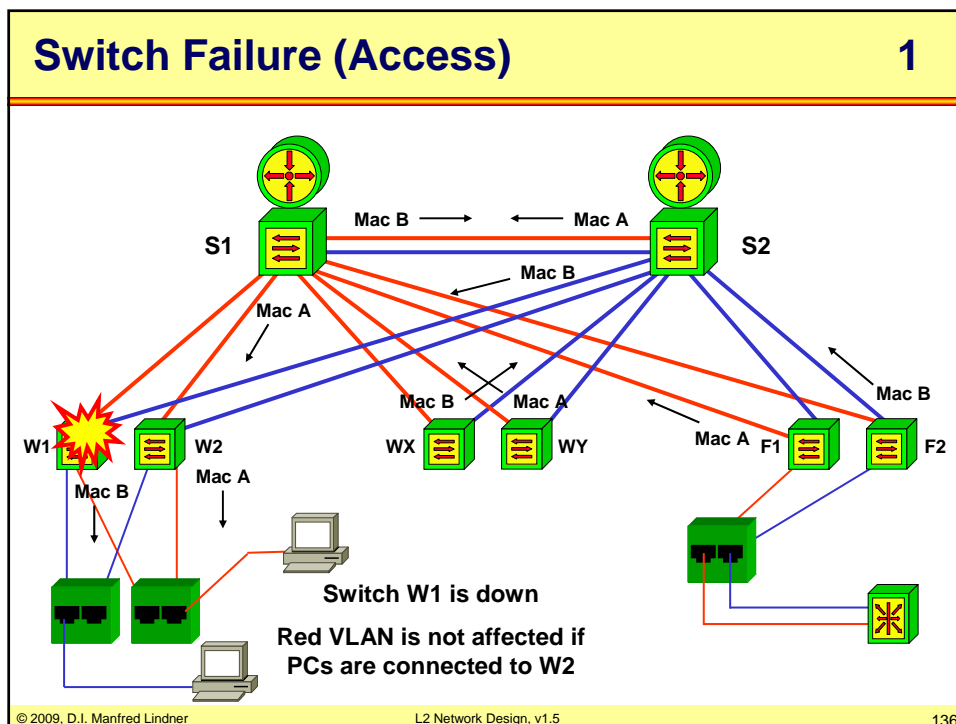 Switch Failure (Access) 1
Mac B
Mac A
S1
S2
Mac B
Mac A
Mac B
Mac A
Mac B
Mac A
W1
W2
WX
WY
F1
F2
Mac B
Mac A
Switch W1 is down
Red VLAN is not affected if
PCs are connected to W2
© 2009, D.I. Manfred Lindner
L2 Network Design, v1.5
136